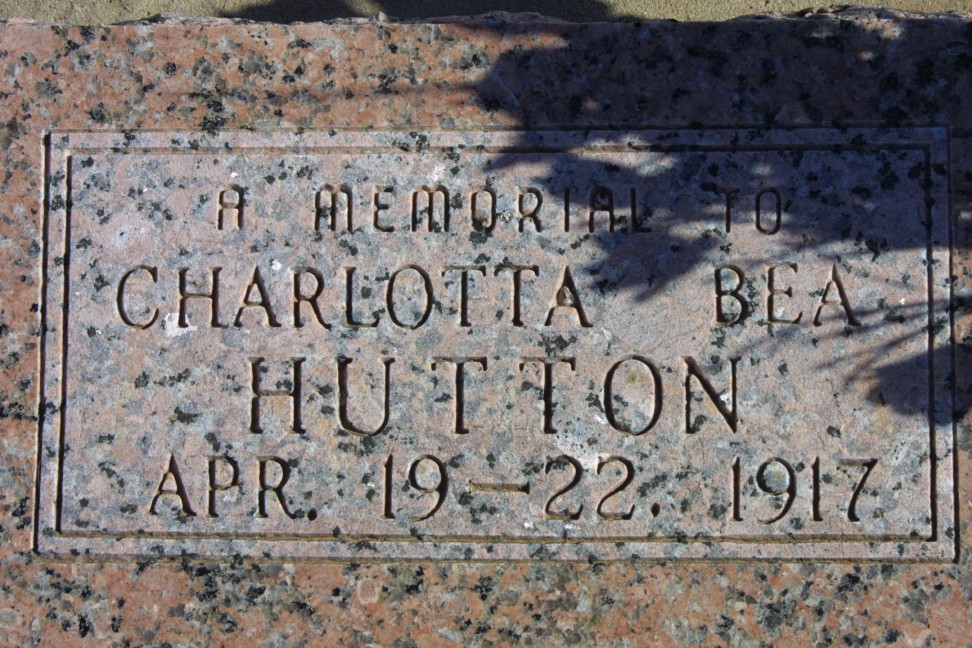 A MEMORIAL TO
CHARLOTTA BEA
HUTTON
APR. 19-22. 1917